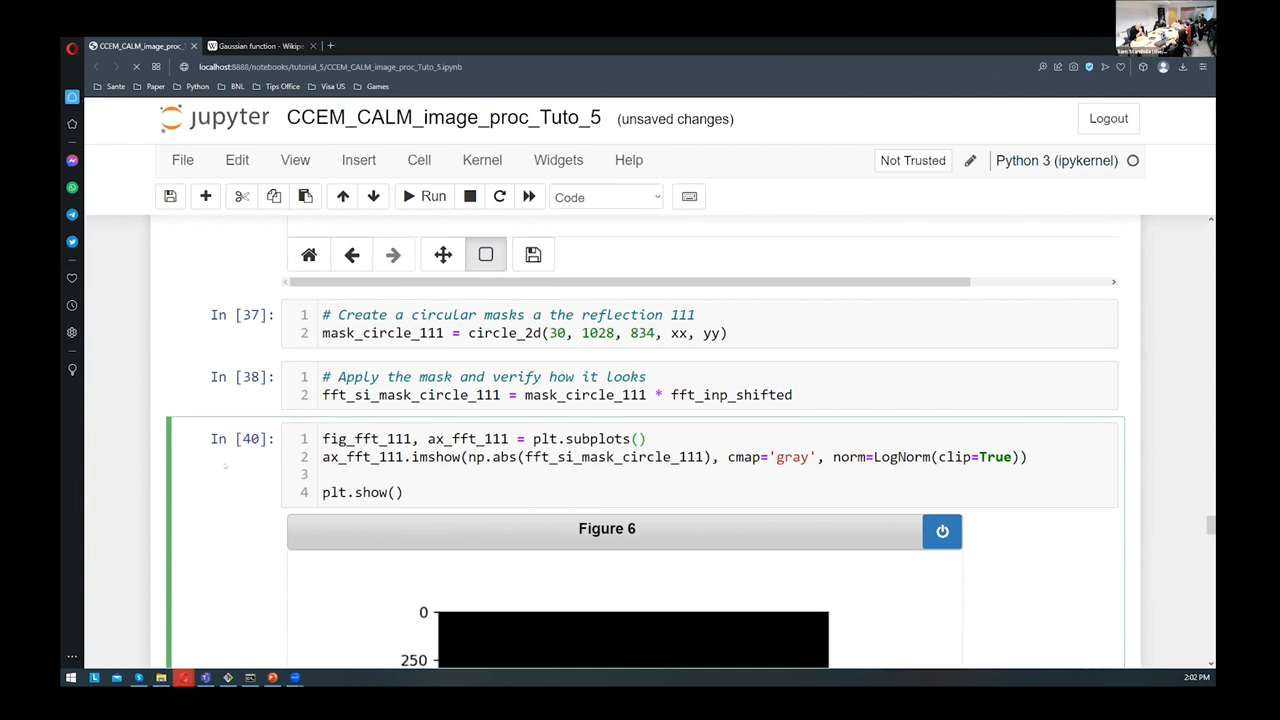 CCEM_CALM_image_proc_
Gaussian function - Wikipe
localhost:8888/notebooks/tutorial_5/CCEM_CALM_image_proc_Tuto_5.ipynb
Sante Paper Python BNL Tips Office Visa US Games
jupyter CCEM_CALM_image_proc_Tuto_5 (unsaved changes) Logout
File Edit View Insert Cell Kernel Widgets Help Not Trusted Python 3 (ipykernel)
Run Code
In [37]: 1 # Create a circular masks a the reflection 111
2 mask_circle_111 = circle_2d(30, 1028, 834, xx, yy)
In [38]: 1 # Apply the mask and verify how it looks
2 fft_si_mask_circle_111 = mask_circle_111 * fft_inp_shifted
In [40]: 1 fig_fft_111, ax_fft_111 = plt.subplots()
2 ax_fft_111.imshow(np.abs(fft_si_mask_circle_111), cmap='gray', norm=LogNorm(clip=True))
3
4 plt.show()
Figure 6
0
250
2:02 PM